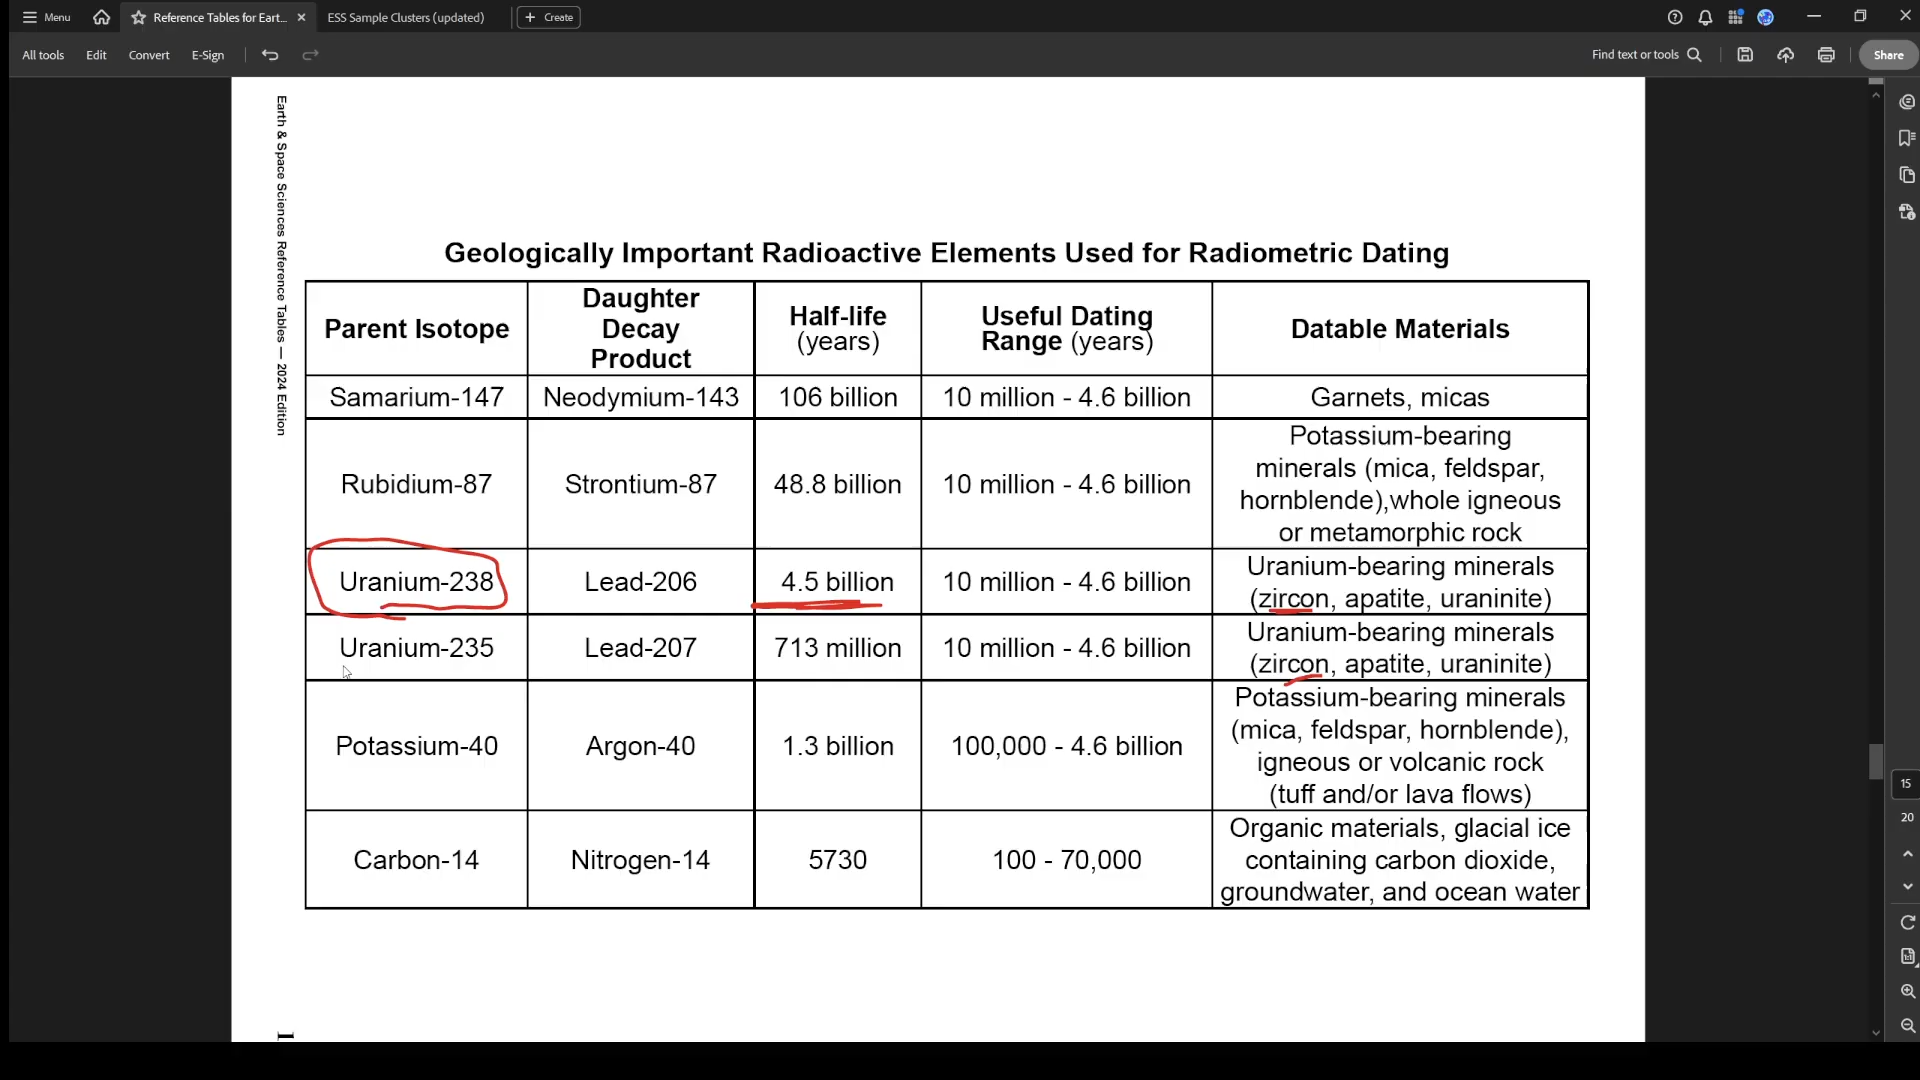 Menu
Reference Tables for Eart...
ESS Sample Clusters (updated)
Create
All tools
Edit
Convert
E-Sign
Find text or tools
Share
Earth & Space Sciences Reference Tables — 2024 Edition
Geologically Important Radioactive Elements Used for Radiometric Dating
Parent Isotope
Daughter
Decay
Product
Half-life
(years)
Useful Dating
Range (years)
Datable Materials
Samarium-147
Neodymium-143
106 billion
10 million - 4.6 billion
Garnets, micas
Rubidium-87
Strontium-87
48.8 billion
10 million - 4.6 billion
Potassium-bearing
minerals (mica, feldspar,
hornblende),whole igneous
or metamorphic rock
Uranium-238
Lead-206
4.5 billion
10 million - 4.6 billion
Uranium-bearing minerals
(zircon, apatite, uraninite)
Uranium-235
Lead-207
713 million
10 million - 4.6 billion
Uranium-bearing minerals
(zircon, apatite, uraninite)
Potassium-40
Argon-40
1.3 billion
100,000 - 4.6 billion
Potassium-bearing minerals
(mica, feldspar, hornblende),
igneous or volcanic rock
(tuff and/or lava flows)
Carbon-14
Nitrogen-14
5730
100 - 70,000
Organic materials, glacial ice
containing carbon dioxide,
groundwater, and ocean water
15
20